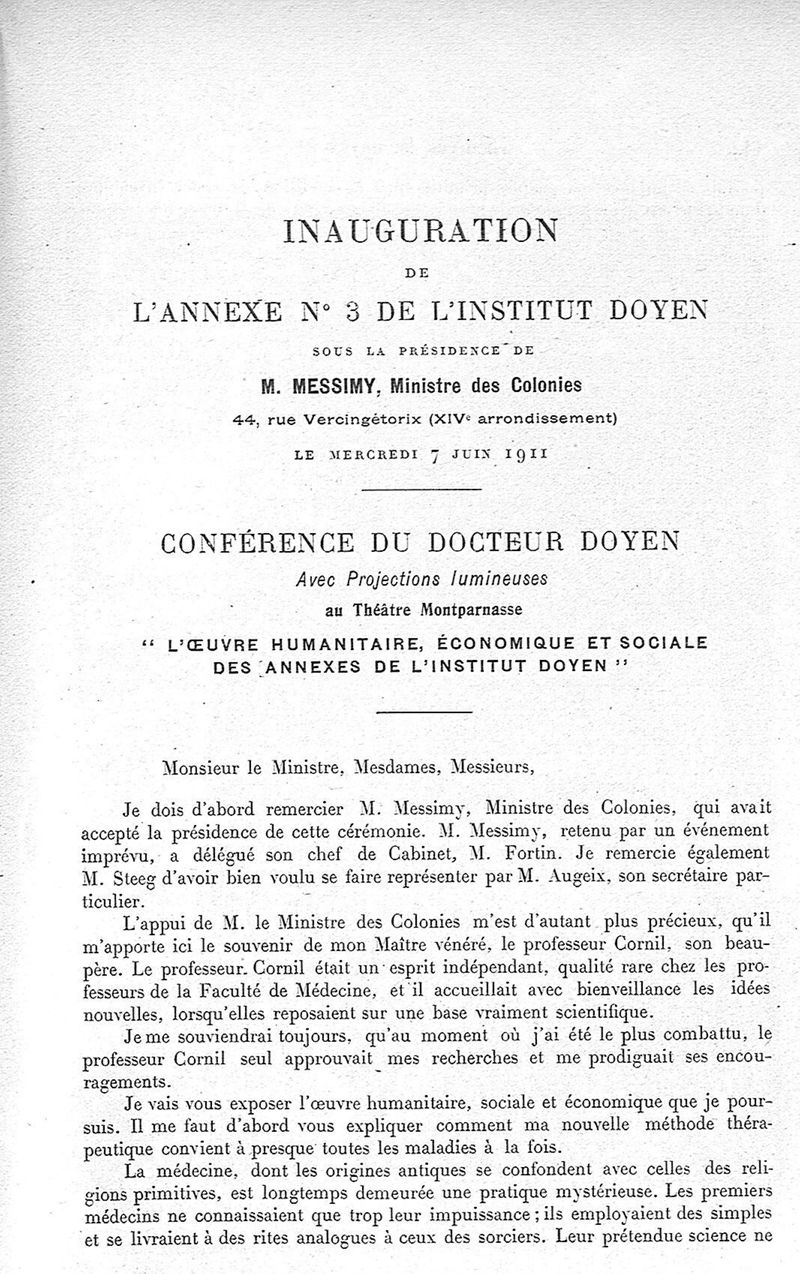 INAUGURATION
DE
L'ANNEXE N° 3 DE L'INSTITUT DOYEN
SOUS LA PRÉSIDENCE DE
M. MESSIMY, Ministre des Colonies
44, rue Vercingétorix (XIVᵉ arrondissement)
LE MERCREDI 7 JUIN 1911
CONFÉRENCE DU DOCTEUR DOYEN
Avec Projections lumineuses
au Théâtre Montparnasse
“ L'ŒUVRE HUMANITAIRE, ÉCONOMIQUE ET SOCIALE
DES ANNEXES DE L'INSTITUT DOYEN ”
Monsieur le Ministre, Mesdames, Messieurs,
Je dois d'abord remercier M. Messimy, Ministre des Colonies, qui avait
accepté la présidence de cette cérémonie. M. Messimy, retenu par un événement
imprévu, a délégué son chef de Cabinet, M. Fortin. Je remercie également
M. Steeg d'avoir bien voulu se faire représenter par M. Augeix, son secrétaire par-
ticulier.
L'appui de M. le Ministre des Colonies m'est d'autant plus précieux, qu'il
m'apporte ici le souvenir de mon Maître vénéré, le professeur Cornil, son beau-
père. Le professeur Cornil était un esprit indépendant, qualité rare chez les pro-
fesseurs de la Faculté de Médecine, et il accueillait avec bienveillance les idées
nouvelles, lorsqu'elles reposaient sur une base vraiment scientifique.
Je me souviendrai toujours, qu'au moment où j'ai été le plus combattu, le
professeur Cornil seul approuvait mes recherches et me prodiguait ses encou-
ragements.
Je vais vous exposer l'œuvre humanitaire, sociale et économique que je pour-
suis. Il me faut d'abord vous expliquer comment ma nouvelle méthode théra-
peutique convient à presque toutes les maladies à la fois.
La médecine, dont les origines antiques se confondent avec celles des reli-
gions primitives, est longtemps demeurée une pratique mystérieuse. Les premiers
médecins ne connaissaient que trop leur impuissance ; ils employaient des simples
et se livraient à des rites analogues à ceux des sorciers. Leur prétendue science ne